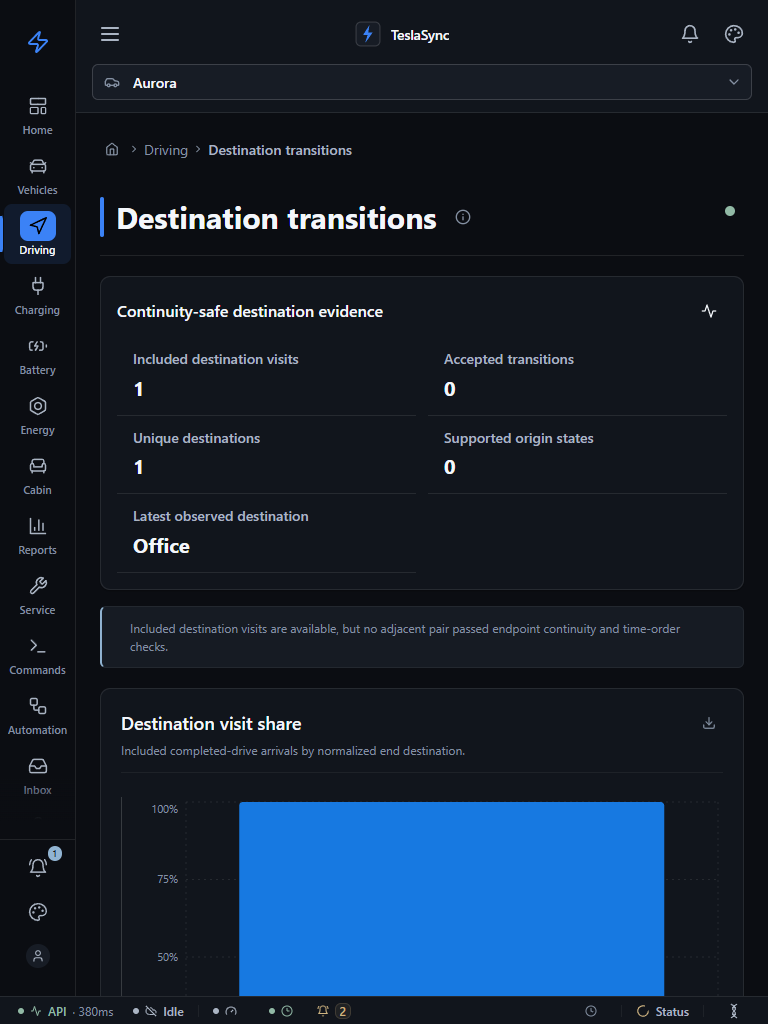 TeslaSync
Aurora
Home
Vehicles
Driving
Charging
Battery
Energy
Cabin
Reports
Service
Commands
Automation
Inbox
1
Driving
Destination transitions
Destination transitions
Continuity-safe destination evidence
Included destination visits
1
Accepted transitions
0
Unique destinations
1
Supported origin states
0
Latest observed destination
Office
Included destination visits are available, but no adjacent pair passed endpoint continuity and time-order
checks.
Destination visit share
Included completed-drive arrivals by normalized end destination.
100%
75%
50%
API · 380ms
Idle
2
Status